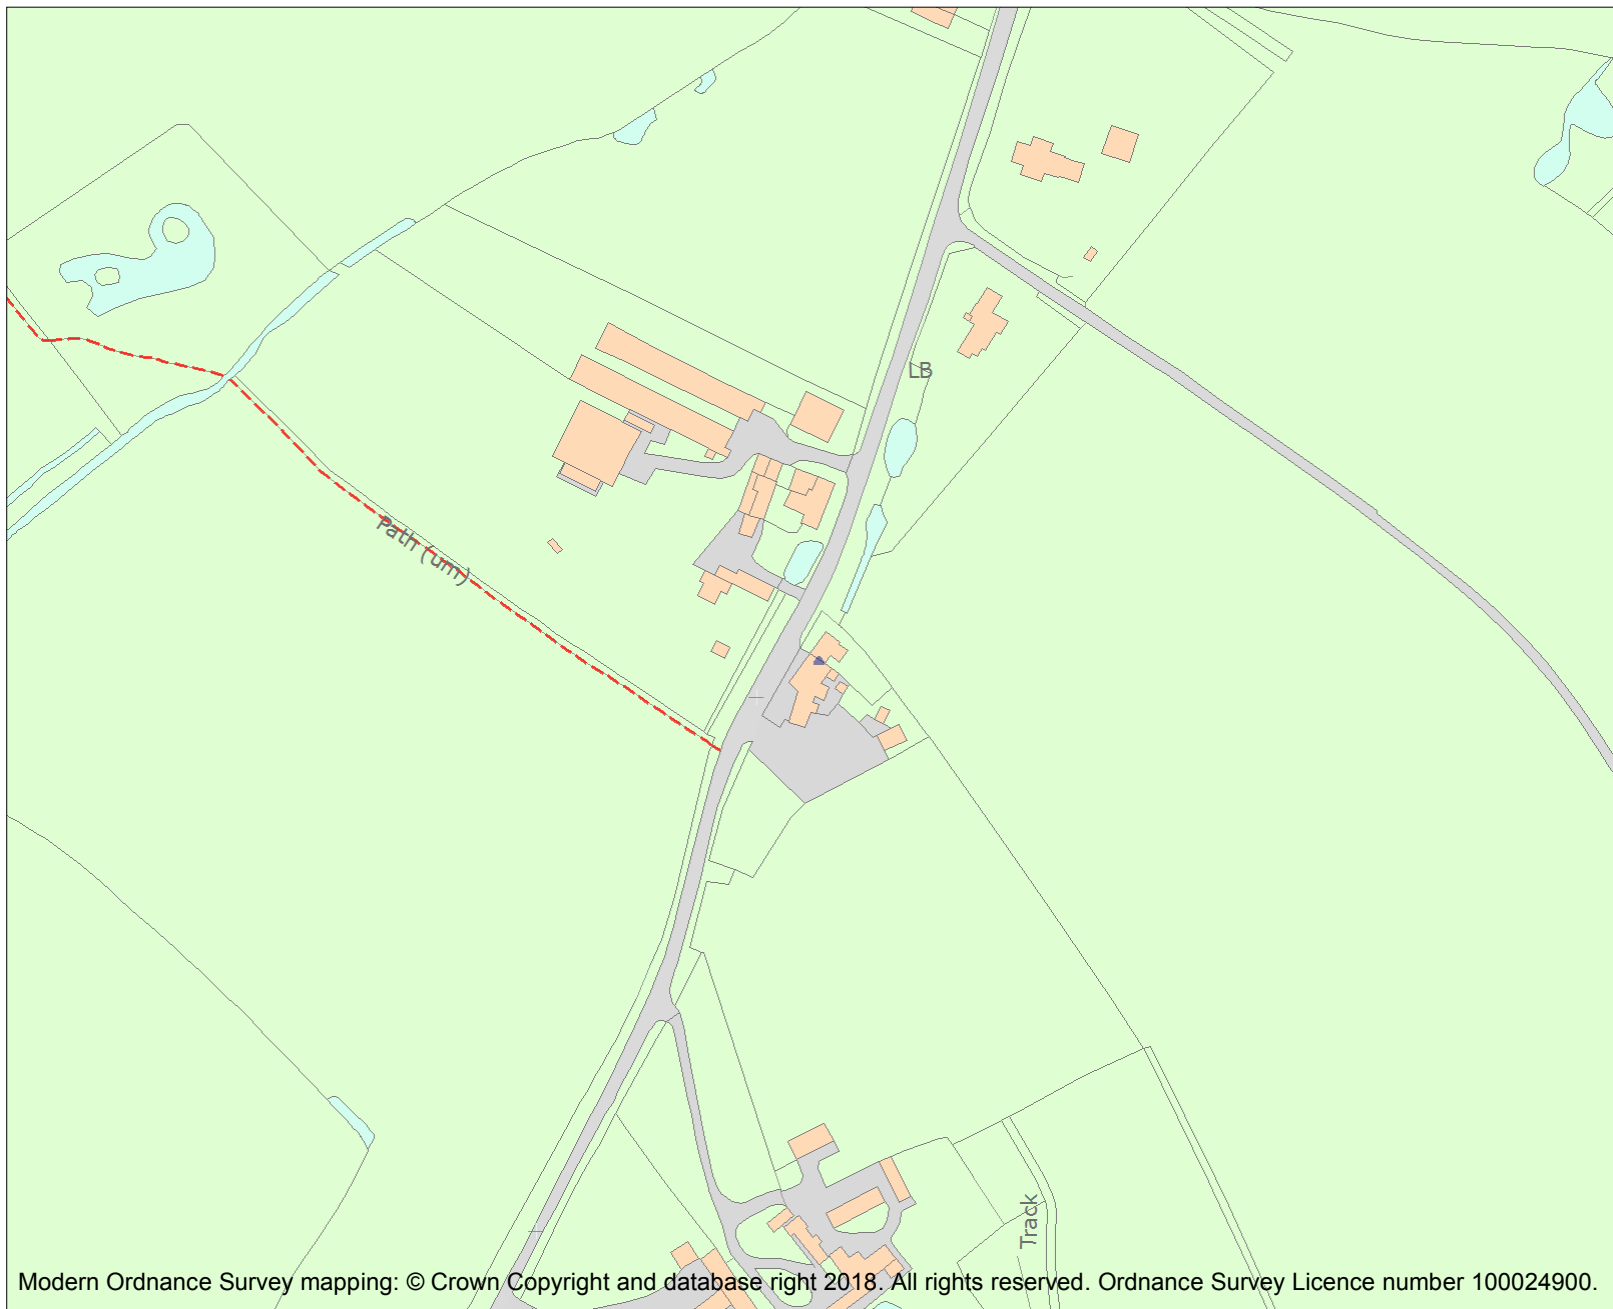 LB
Path (um)
Track
Modern Ordnance Survey mapping: © Crown Copyright and database right 2018. All rights reserved. Ordnance Survey Licence number 100024900.